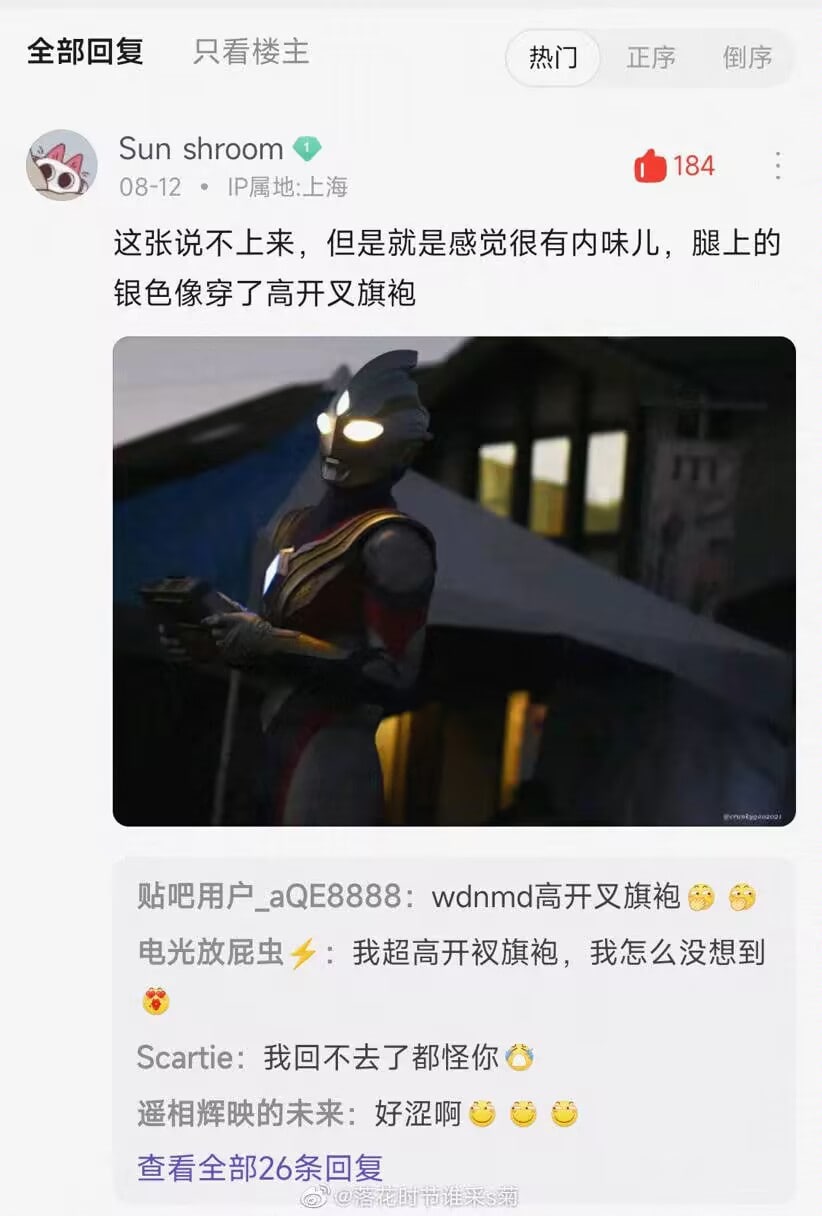 全部回复 只看楼主 热门 正序 倒序
Sun shroom 1
08-12 • IP属地:上海
184
这张说不上来，但是就是感觉很有内味儿，腿上的
银色像穿了高开叉旗袍
贴吧用户_aQE8888：wdnmd高开叉旗袍
电光放屁虫⚡：我超高开衩旗袍，我怎么没想到
Scartie：我回不去了都怪你
遥相辉映的未来：好涩啊
查看全部26条回复
@落花时节谁采s菊